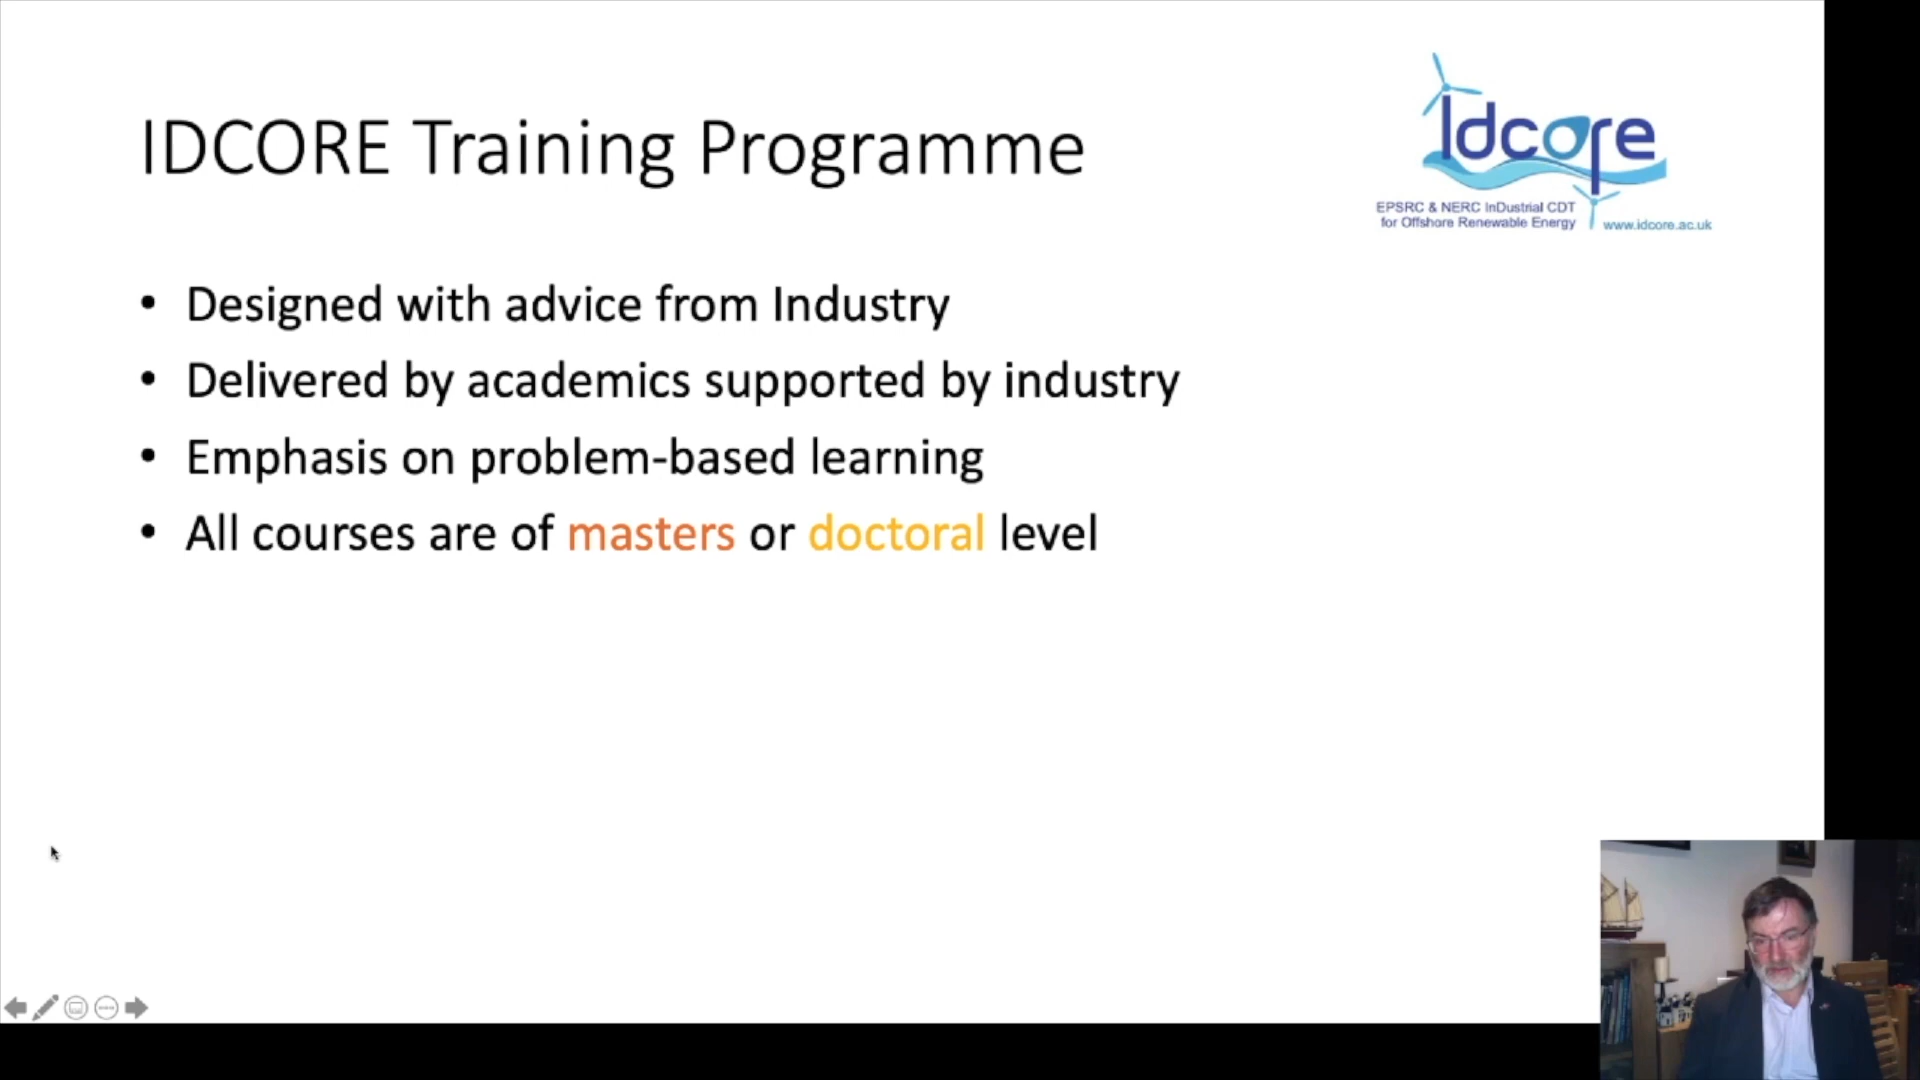 IDCORE Training Programme
Idcore
EPSRC & NERC InDustrial CDT
for Offshore Renewable Energy
www.idcore.ac.uk
• Designed with advice from Industry
• Delivered by academics supported by industry
• Emphasis on problem-based learning
• All courses are of masters or doctoral level